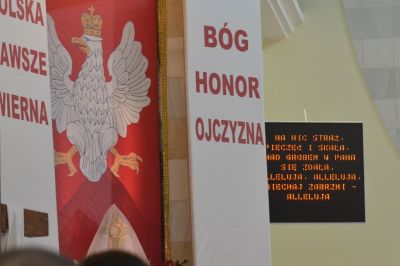 OLSKA
AWSZE
WIERNA
BÓG
HONOR
OJCZYZNA
NA NIC STRAŻ,
PIECZĘĆ I SKAŁA
NAD GROBEM W PANA
SIĘ ZDAŁA.
LLELUJA, ALLELUJA,
NIECHAJ ZABRZMI -
ALLELUJA